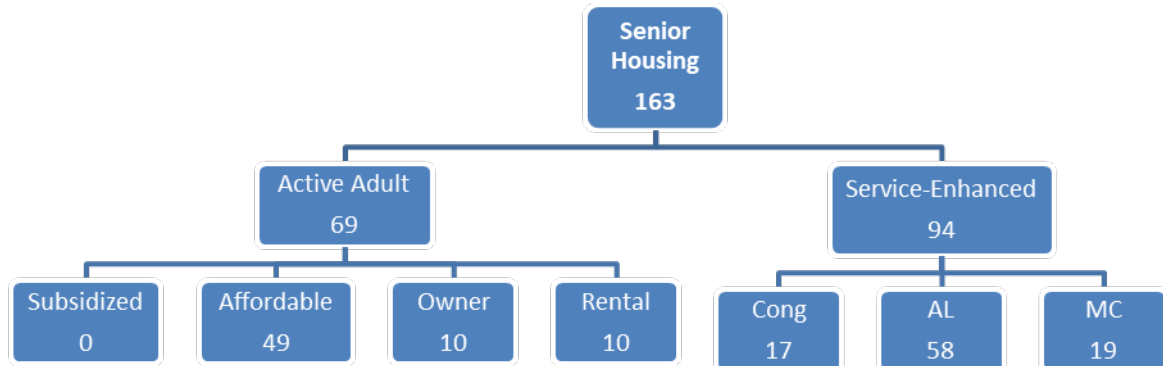 Senior
Housing
163
Active Adult
69
Service-Enhanced
94
Subsidized
0
Affordable
49
Owner
10
Rental
10
Cong
17
AL
58
MC
19